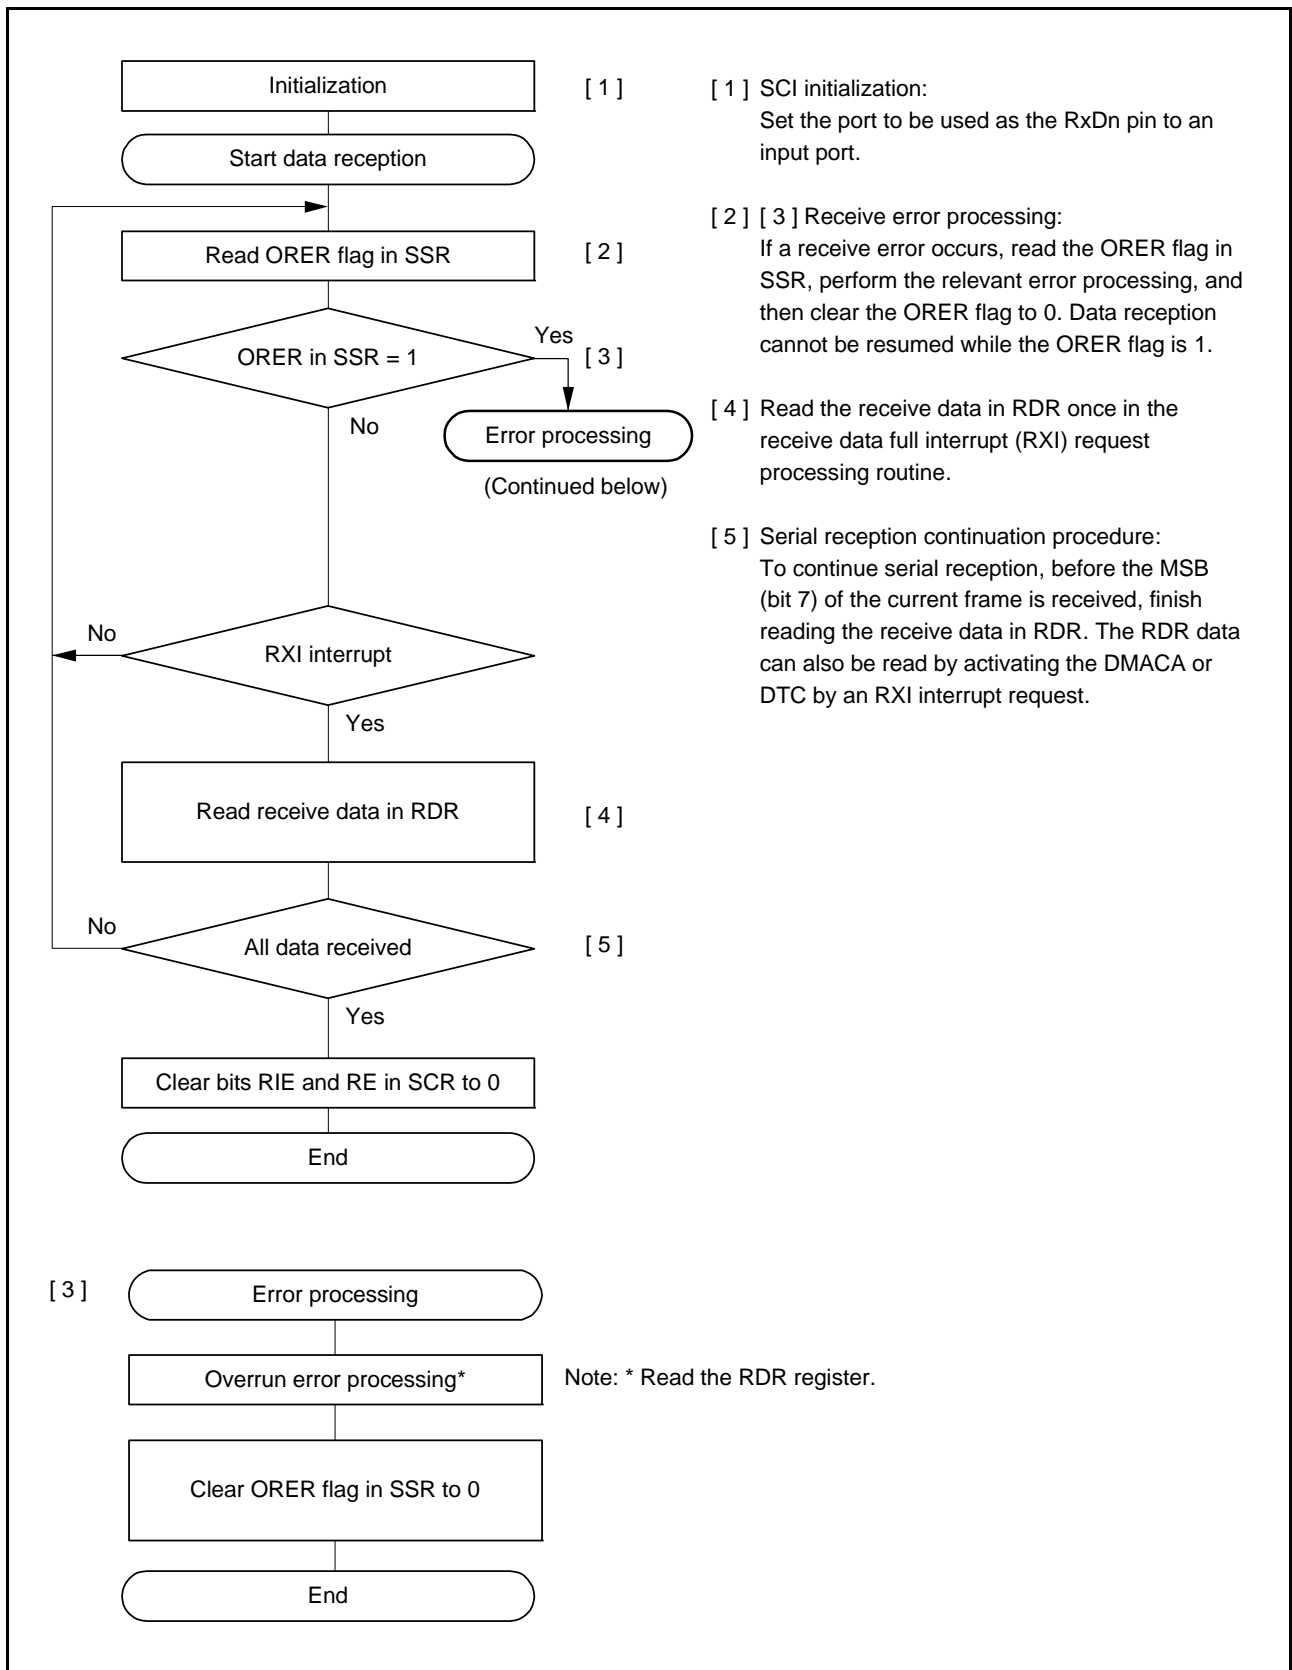 Initialization
[ 1 ]
Start data reception
Read ORER flag in SSR
[ 2 ]
ORER in SSR = 1
Yes
[ 3 ]
No
Error processing
(Continued below)
RXI interrupt
No
Yes
Read receive data in RDR
[ 4 ]
All data received
No
[ 5 ]
Yes
Clear bits RIE and RE in SCR to 0
End
[ 1 ] SCI initialization:
Set the port to be used as the RxDn pin to an
input port.
[ 2 ] [ 3 ] Receive error processing:
If a receive error occurs, read the ORER flag in
SSR, perform the relevant error processing, and
then clear the ORER flag to 0. Data reception
cannot be resumed while the ORER flag is 1.
[ 4 ] Read the receive data in RDR once in the
receive data full interrupt (RXI) request
processing routine.
[ 5 ] Serial reception continuation procedure:
To continue serial reception, before the MSB
(bit 7) of the current frame is received, finish
reading the receive data in RDR. The RDR data
can also be read by activating the DMACA or
DTC by an RXI interrupt request.
[ 3 ]
Error processing
Overrun error processing*
Note: * Read the RDR register.
Clear ORER flag in SSR to 0
End